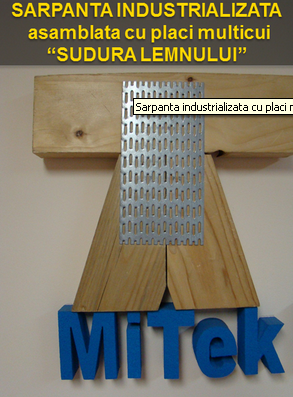 SARPANTA INDUSTRIALIZATA
asamblata cu placi multicui
“SUDURA LEMNULUI”
Sarpanta industrializata cu placi
MiTek